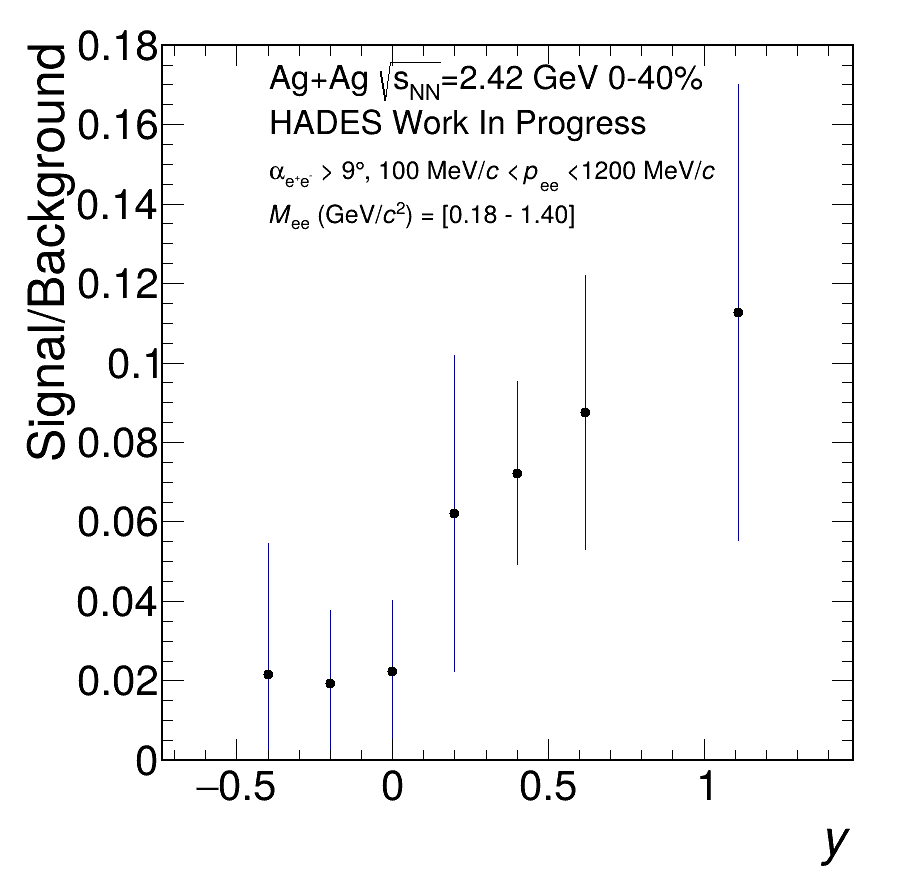 Signal/Background
0.18
0.16
0.14
0.12
0.1
0.08
0.06
0.04
0.02
0
Ag+Ag √sNN=2.42 GeV 0-40%
HADES Work In Progress
αe⁺e⁻ > 9°, 100 MeV/c <pee <1200 MeV/c
Mee (GeV/c²) = [0.18 - 1.40]
−0.5 0 0.5 1
y